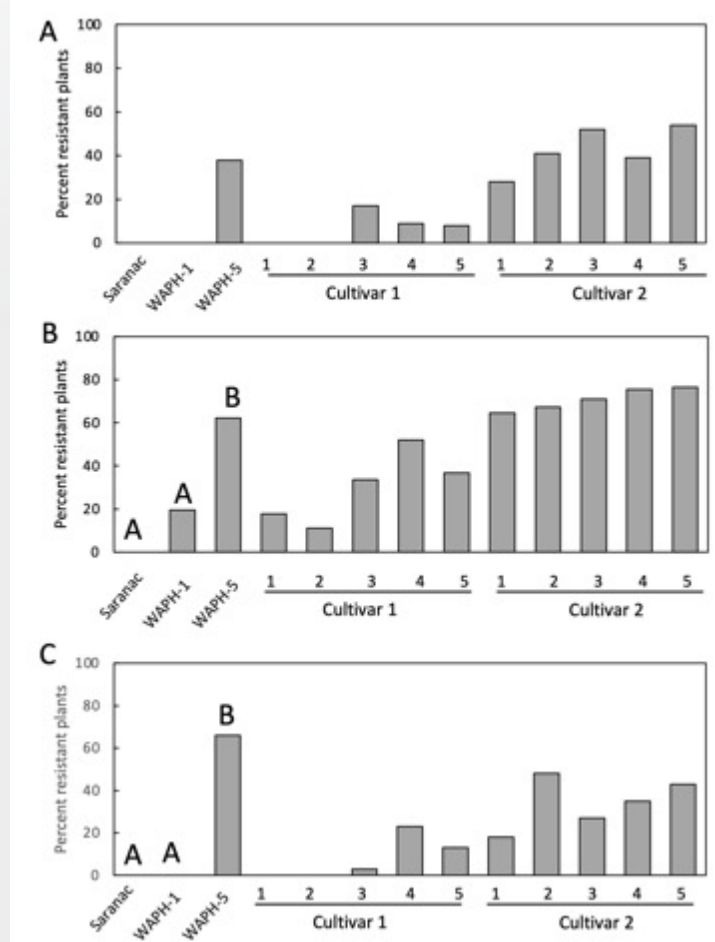 A
Percent resistant plants
100
80
60
40
20
0
Saranac WAPH-1 WAPH-5 1 2 3 4 5 1 2 3 4 5
Cultivar 1 Cultivar 2
B
Percent resistant plants
100
80
60
40
20
0
A A B
Saranac WAPH-1 WAPH-5 1 2 3 4 5 1 2 3 4 5
Cultivar 1 Cultivar 2
C
Percent resistant plants
100
80
60
40
20
0
A A B
Saranac WAPH-1 WAPH-5 1 2 3 4 5 1 2 3 4 5
Cultivar 1 Cultivar 2